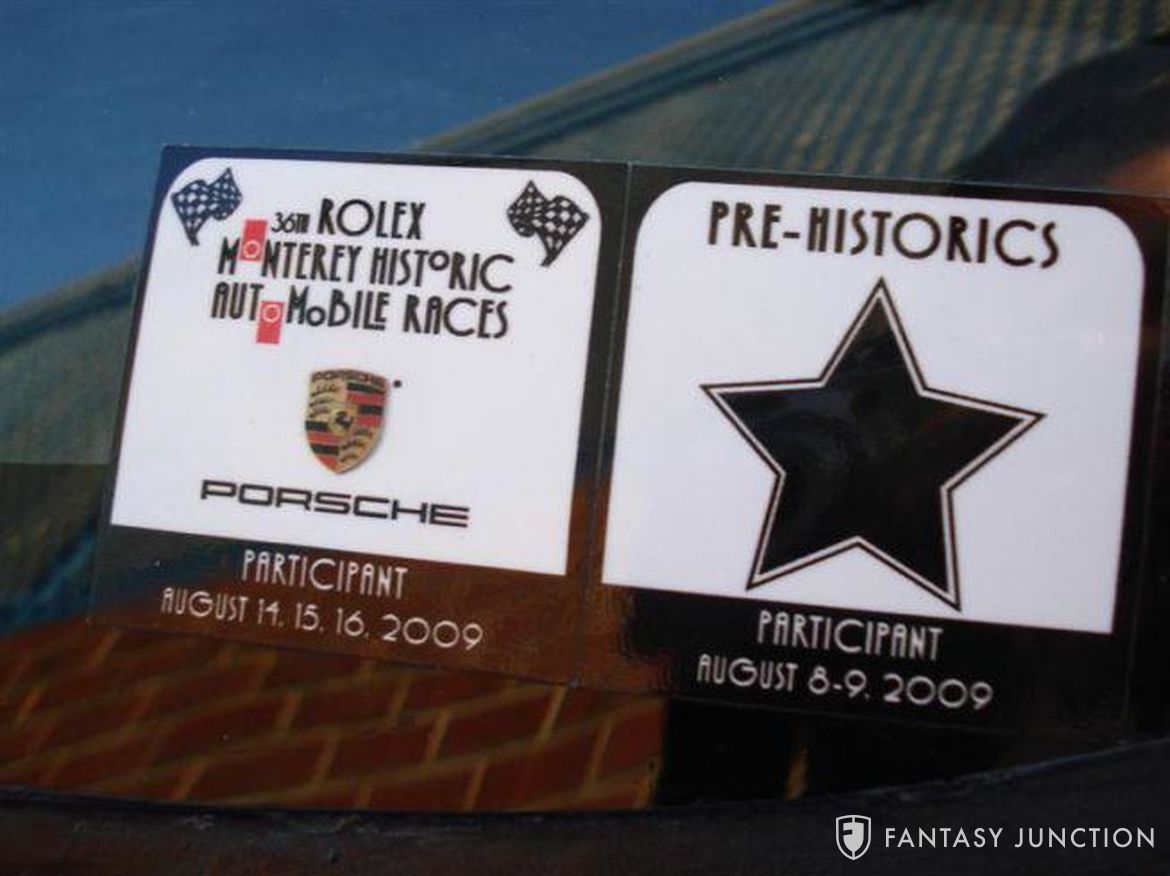 36TH ROLEX
MONTEREY HISTORIC
AUTOMOBILE RACES
PORSCHE
PORSCHE
PARTICIPANT
AUGUST 14, 15, 16, 2009
PRE-HISTORICS
PARTICIPANT
AUGUST 8-9, 2009
FANTASY JUNCTION